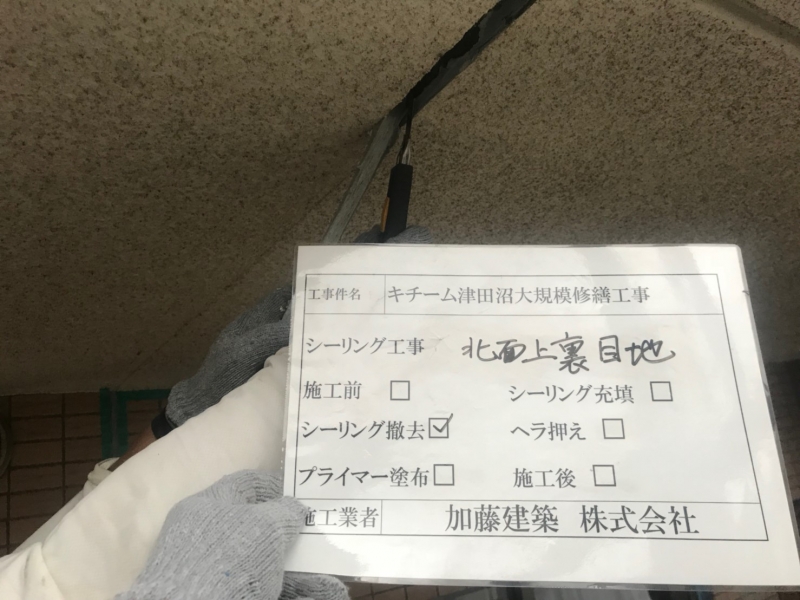 工事件名 キチーム津田沼大規模修繕工事
シーリング工事 北面上裏目地
施工前 □ シーリング充填 □
シーリング撤去 ☑ ヘラ押え □
プライマー塗布 □ 施工後 □
施工業者 加藤建築 株式会社